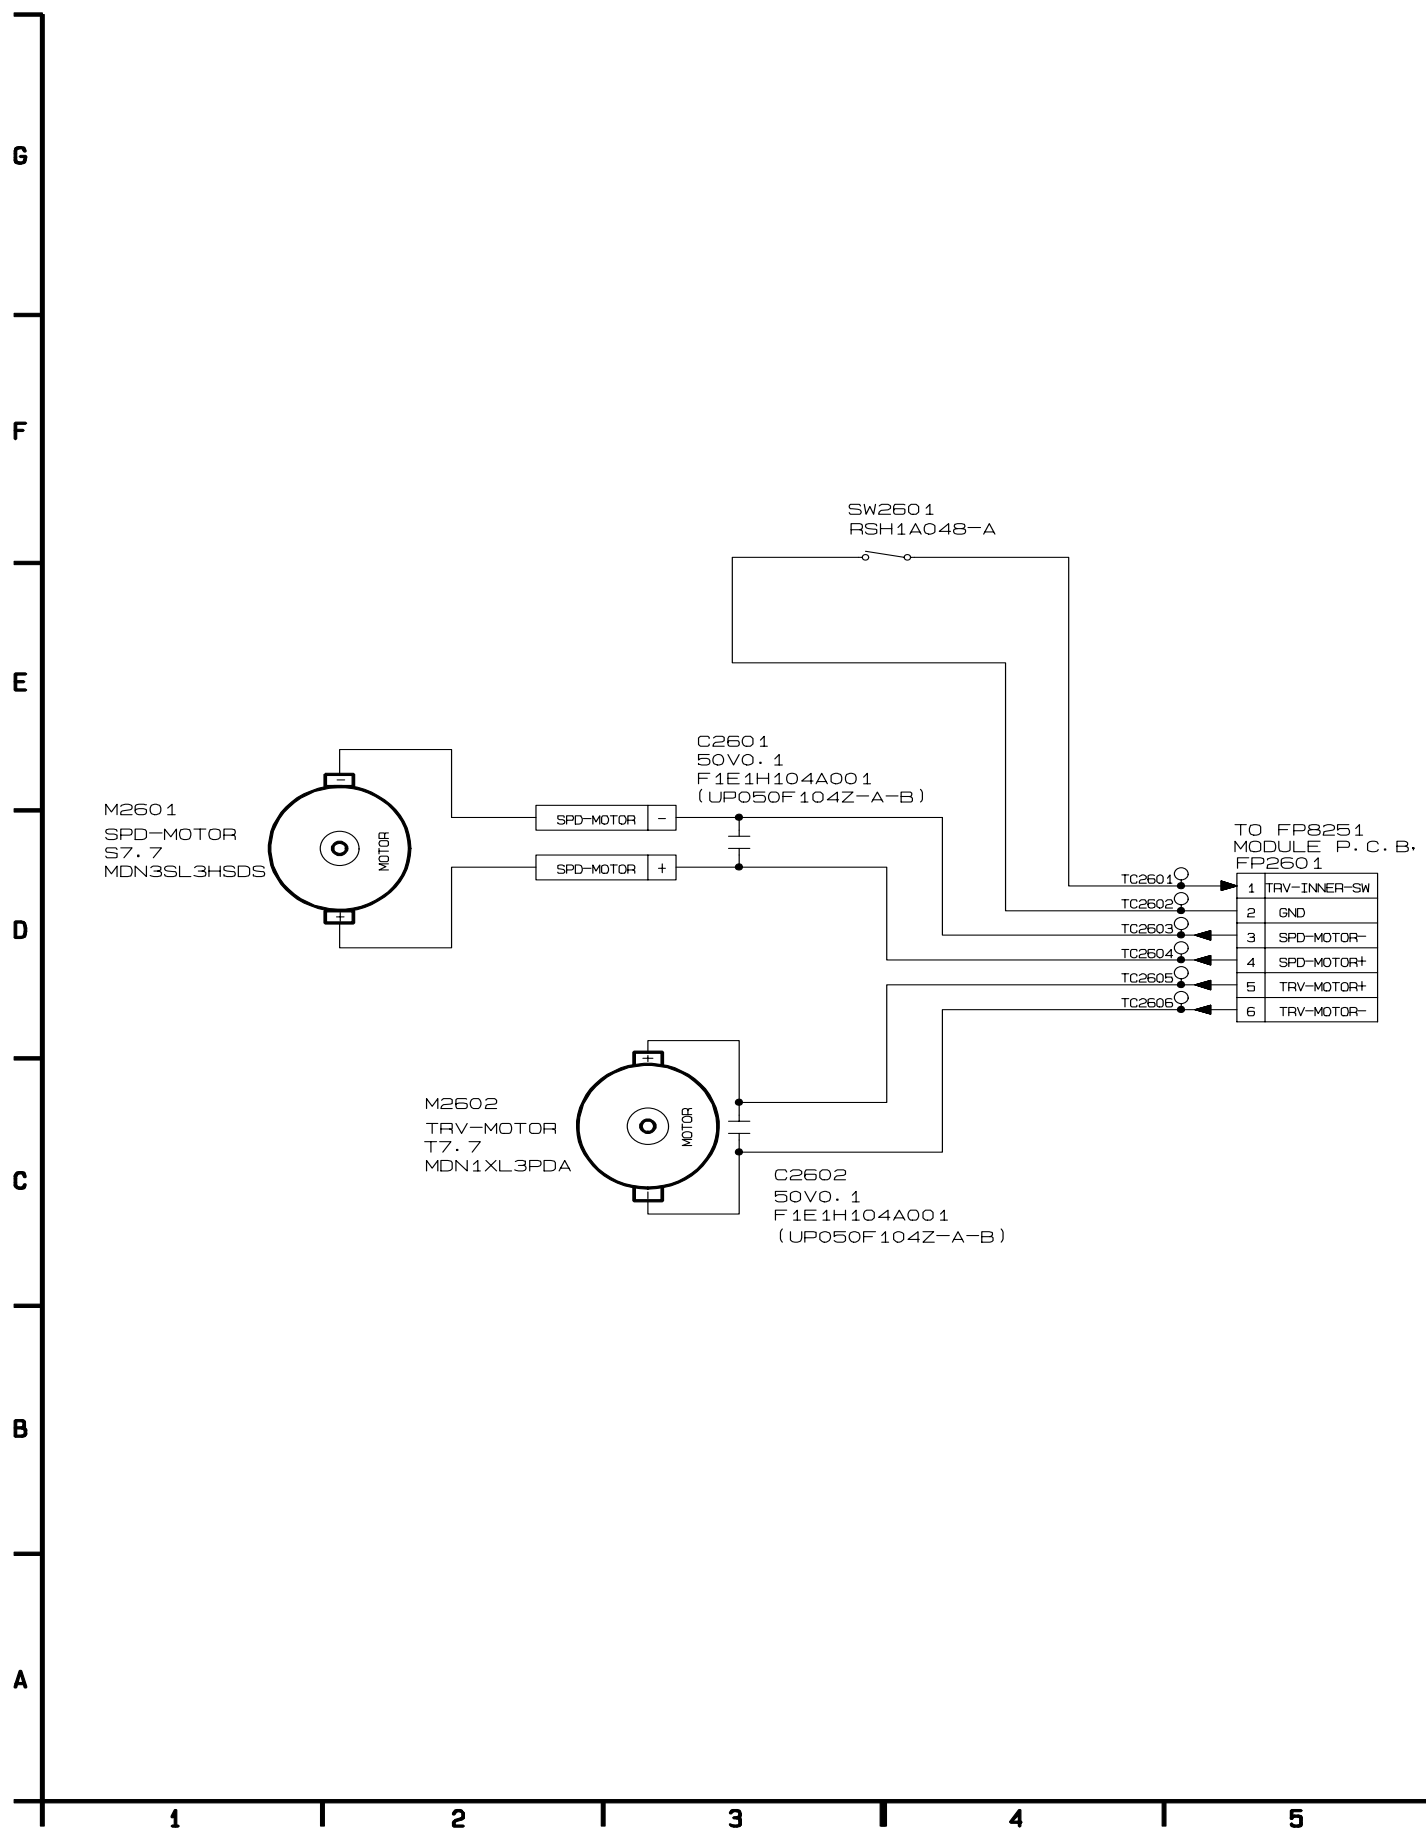 G
F
SW2601
RSH1A048-A
E
C2601
50V0.1
F1E1H104A001
(UP050F104Z-A-B)
M2601
SPD-MOTOR
S7.7
MDN3SL3HSDS
-
MOTOR
+
SPD-MOTOR -
SPD-MOTOR +
TO FP8251
MODULE P.C.B.
FP2601
TC2601 1 TRV-INNER-SW
TC2602 2 GND
TC2603 3 SPD-MOTOR-
TC2604 4 SPD-MOTOR+
TC2605 5 TRV-MOTOR+
TC2606 6 TRV-MOTOR-
D
M2602
TRV-MOTOR
T7.7
MDN1XL3PDA
+
MOTOR
C
C2602
50V0.1
F1E1H104A001
(UP050F104Z-A-B)
B
A
1 2 3 4 5